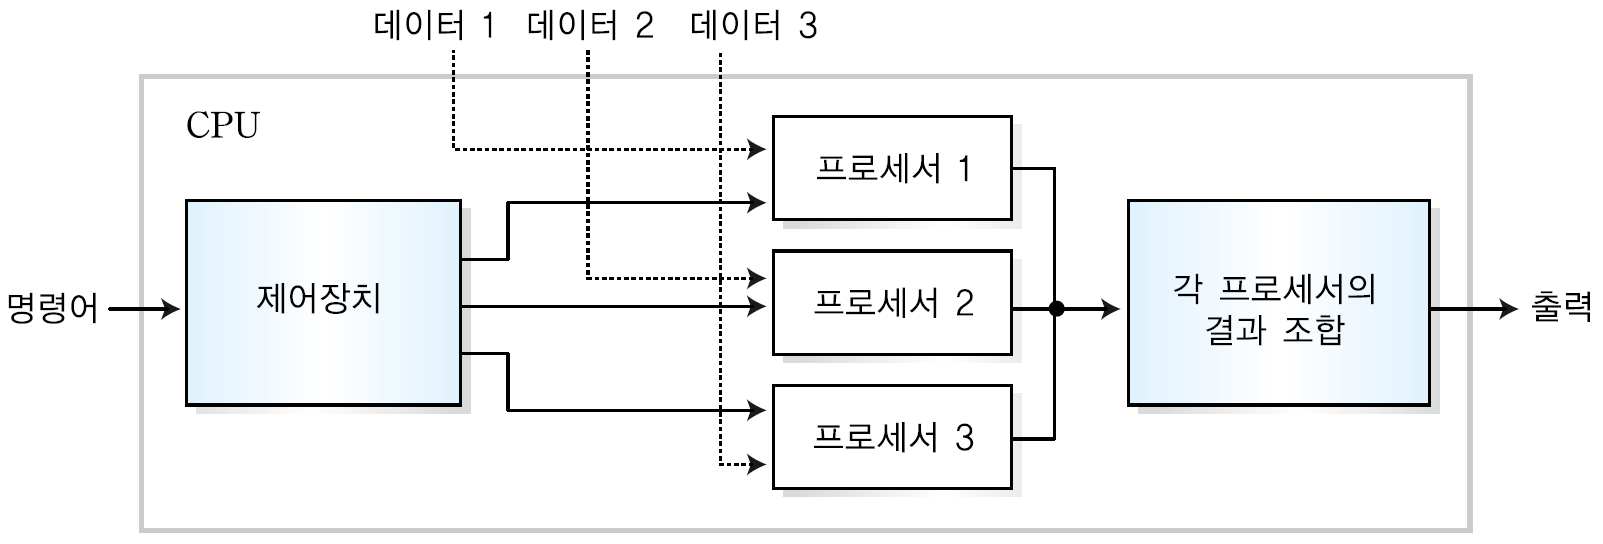 데이터 1 데이터 2 데이터 3
CPU
프로세서 1
제어장치
명령어
프로세서 2
각 프로세서의
결과 조합
출력
프로세서 3